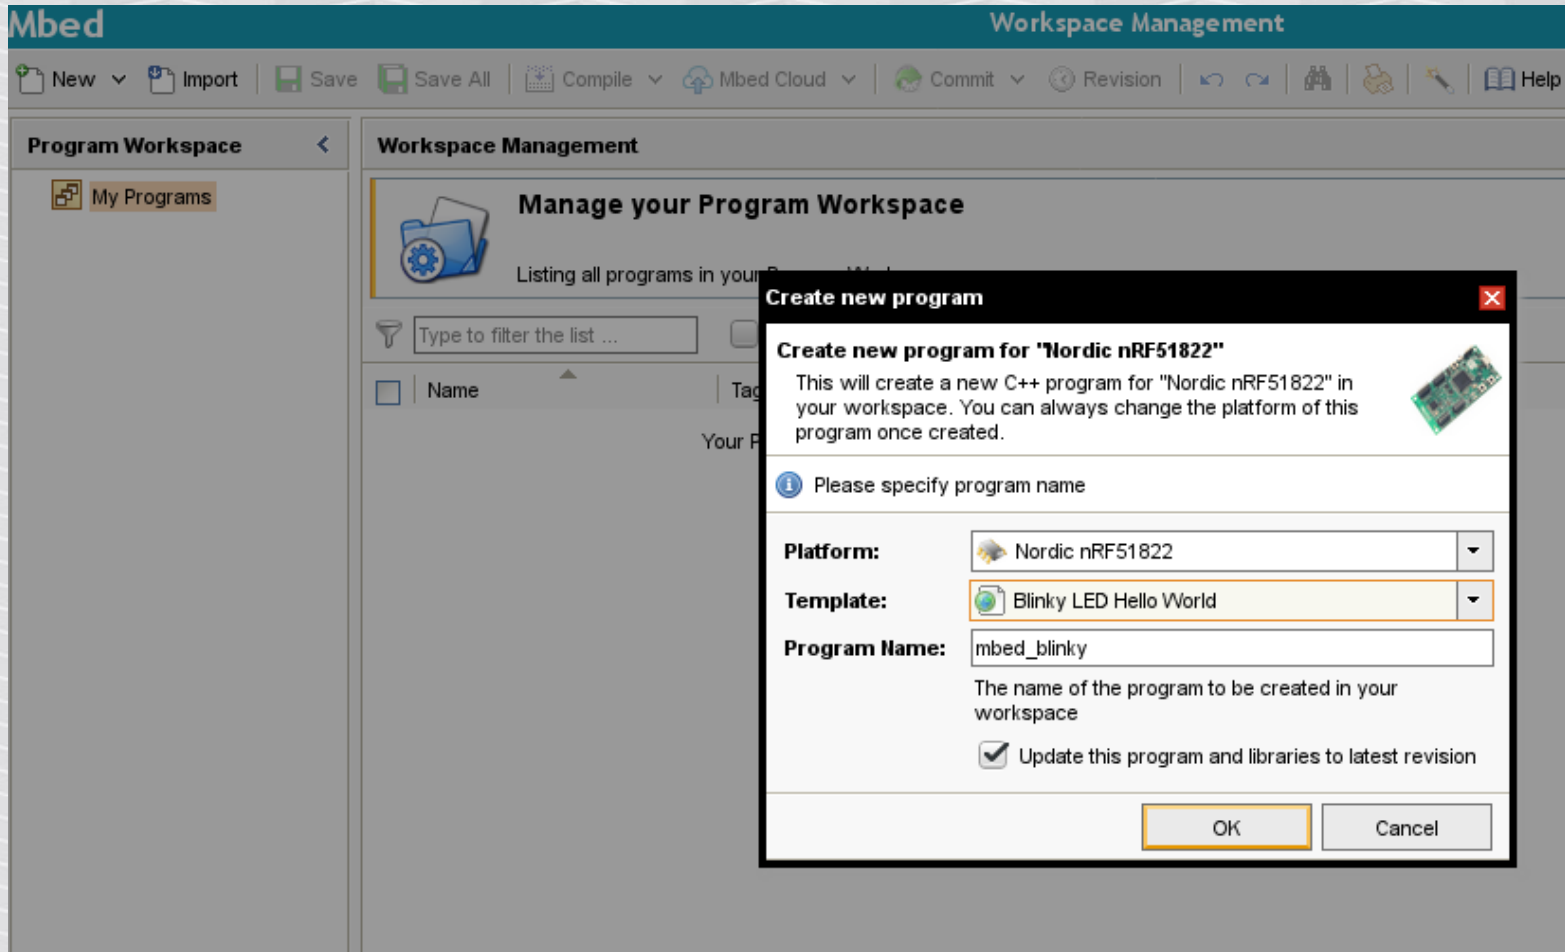 Mbed
Workspace Management
New Import Save Save All Compile Mbed Cloud Commit Revision Help
Program Workspace
My Programs
Workspace Management
Manage your Program Workspace
Listing all programs in your
Type to filter the list ...
Name
Your
Create new program
Create new program for "Nordic nRF51822"
This will create a new C++ program for "Nordic nRF51822" in
your workspace. You can always change the platform of this
program once created.
Please specify program name
Platform: Nordic nRF51822
Template: Blinky LED Hello World
Program Name: mbed_blinky
The name of the program to be created in your
workspace
Update this program and libraries to latest revision
OK Cancel